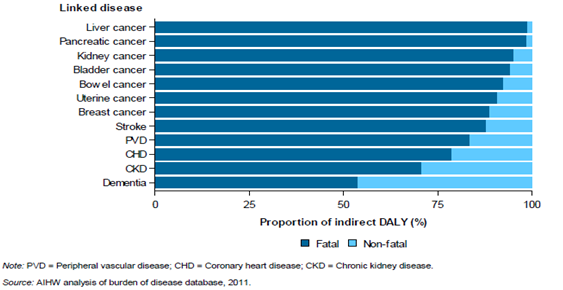 Linked disease
Liver cancer
Pancreatic cancer
Kidney cancer
Bladder cancer
Bowel cancer
Uterine cancer
Breast cancer
Stroke
PVD
CHD
CKD
Dementia
0 25 50 75 100
Proportion of indirect DALY (%)
Fatal Non-fatal
Note: PVD = Peripheral vascular disease; CHD = Coronary heart disease; CKD = Chronic kidney disease.
Source: AIHW analysis of burden of disease database, 2011.